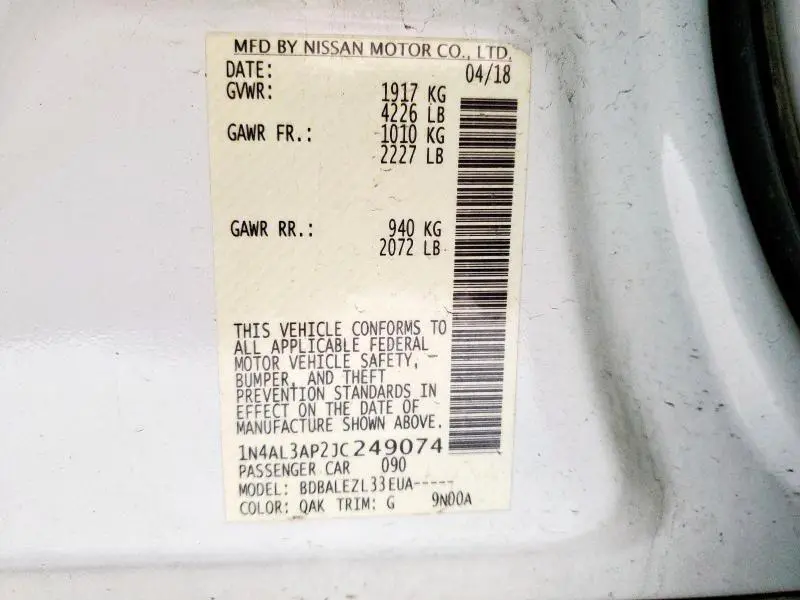 MFD BY NISSAN MOTOR CO., LTD.
DATE: 04/18
GVWR: 1917 KG
4226 LB
GAWR FR.: 1010 KG
2227 LB
GAWR RR.: 940 KG
2072 LB
THIS VEHICLE CONFORMS TO
ALL APPLICABLE FEDERAL
MOTOR VEHICLE SAFETY,
BUMPER, AND THEFT
PREVENTION STANDARDS IN
EFFECT ON THE DATE OF
MANUFACTURE SHOWN ABOVE.
1N4AL3AP2JC249074
PASSENGER CAR 090
MODEL: BDBALEZL33EUA-----
COLOR: QAK TRIM: G 9N00A